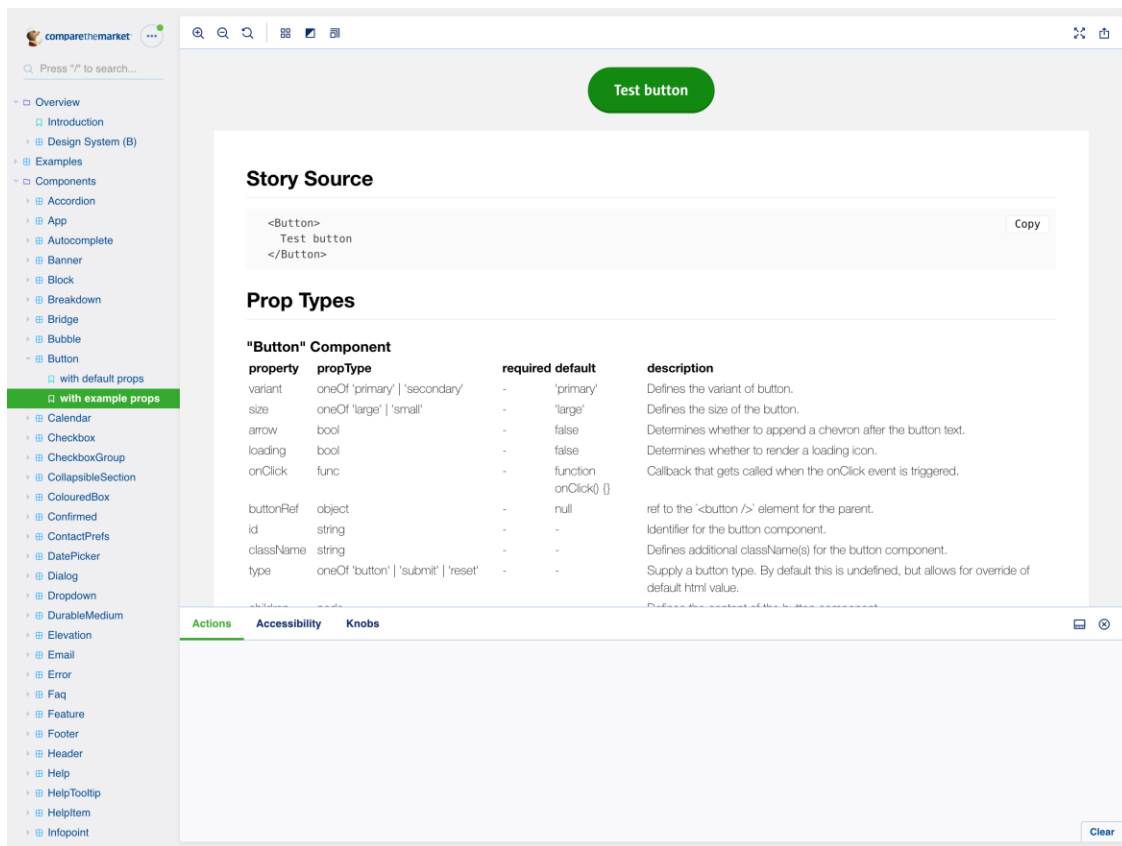 comparethemarket
Press "/" to search...
Overview
Introduction
Design System (B)
Examples
Components
Accordion
App
Autocomplete
Banner
Block
Breakdown
Bridge
Bubble
Button
with default props
with example props
Calendar
Checkbox
CheckboxGroup
CollapsibleSection
ColouredBox
Confirmed
ContactPrefs
DatePicker
Dialog
Dropdown
DurableMedium
Elevation
Email
Error
Faq
Feature
Footer
Header
Help
HelpTooltip
HelpItem
Infopoint
Test button
Story Source
<Button>
Copy
Test button
</Button>
Prop Types
"Button" Component
property propType required default description
variant oneOf 'primary' | 'secondary' - 'primary' Defines the variant of button.
size oneOf 'large' | 'small' - 'large' Defines the size of the button.
arrow bool - false Determines whether to append a chevron after the button text.
loading bool - false Determines whether to render a loading icon.
onClick func - function Callback that gets called when the onClick event is triggered.
onClick() {}
buttonRef object - null ref to the `<button />` element for the parent.
id string - - Identifier for the button component.
className string - - Defines additional className(s) for the button component.
type oneOf 'button' | 'submit' | 'reset' - - Supply a button type. By default this is undefined, but allows for override of
default html value.
Actions Accessibility Knobs
Clear